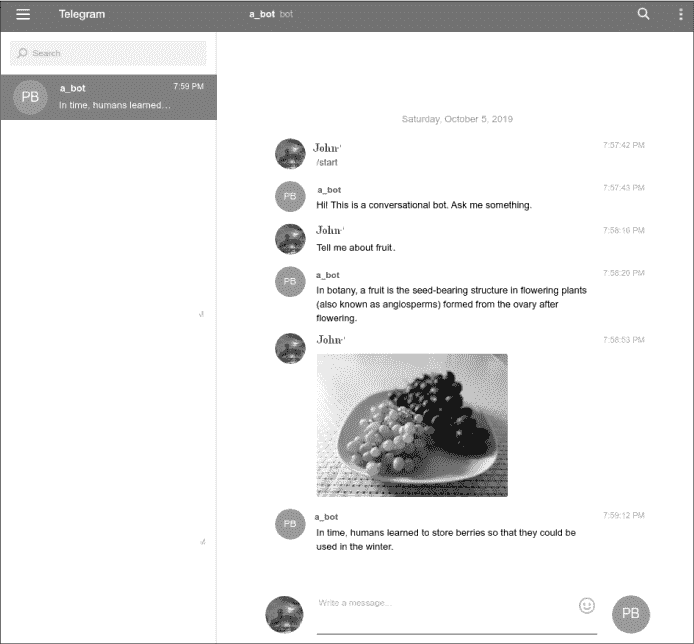 Telegram
a_bot bot
Search
PB
a_bot
7:59 PM
In time, humans learned...
Saturday, October 5, 2019
John
7:57:42 PM
/start
PB
a_bot
7:57:43 PM
Hi! This is a conversational bot. Ask me something.
John
7:58:16 PM
Tell me about fruit.
PB
a_bot
In botany, a fruit is the seed-bearing structure in flowering plants
(also known as angiosperms) formed from the ovary after
flowering.
John
7:58:53 PM
PB
a_bot
7:59:12 PM
In time, humans learned to store berries so that they could be
used in the winter.
Write a message...
PB